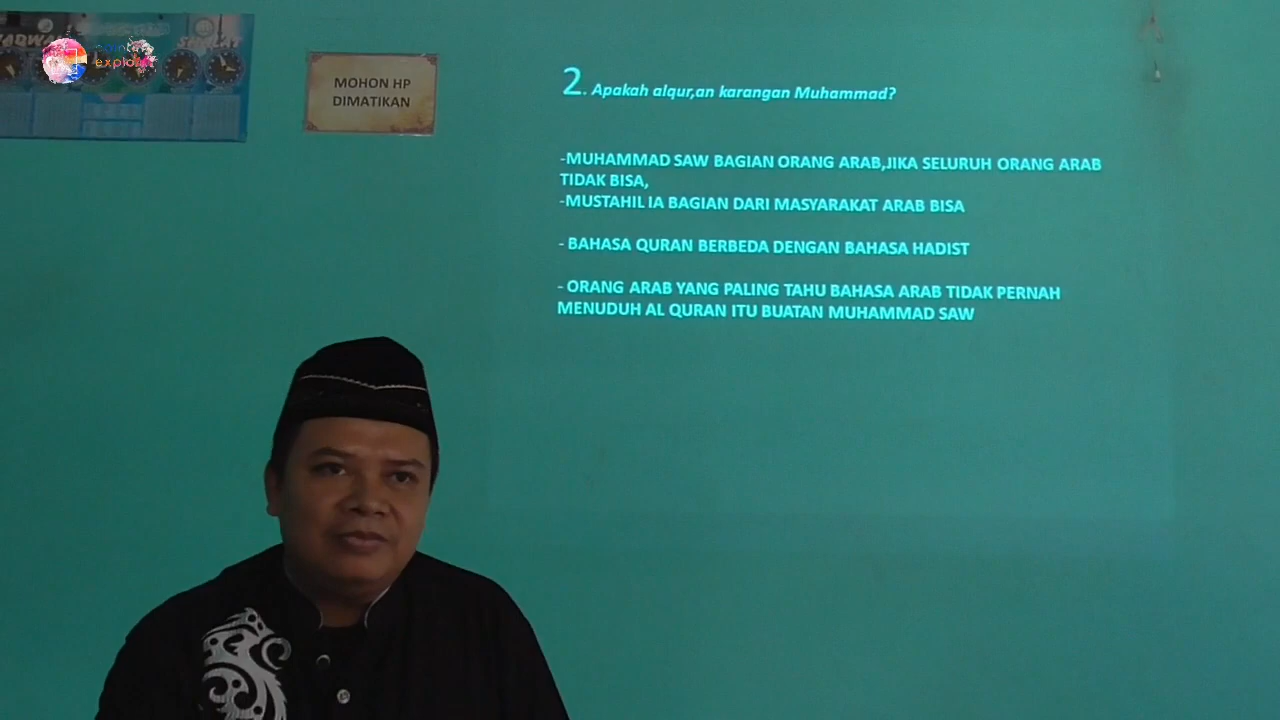 MOHON HP
DIMATIKAN
2. Apakah alqur,an karangan Muhammad?
-MUHAMMAD SAW BAGIAN ORANG ARAB,JIKA SELURUH ORANG ARAB
TIDAK BISA,
-MUSTAHIL IA BAGIAN DARI MASYARAKAT ARAB BISA
- BAHASA QURAN BERBEDA DENGAN BAHASA HADIST
- ORANG ARAB YANG PALING TAHU BAHASA ARAB TIDAK PERNAH
MENUDUH AL QURAN ITU BUATAN MUHAMMAD SAW